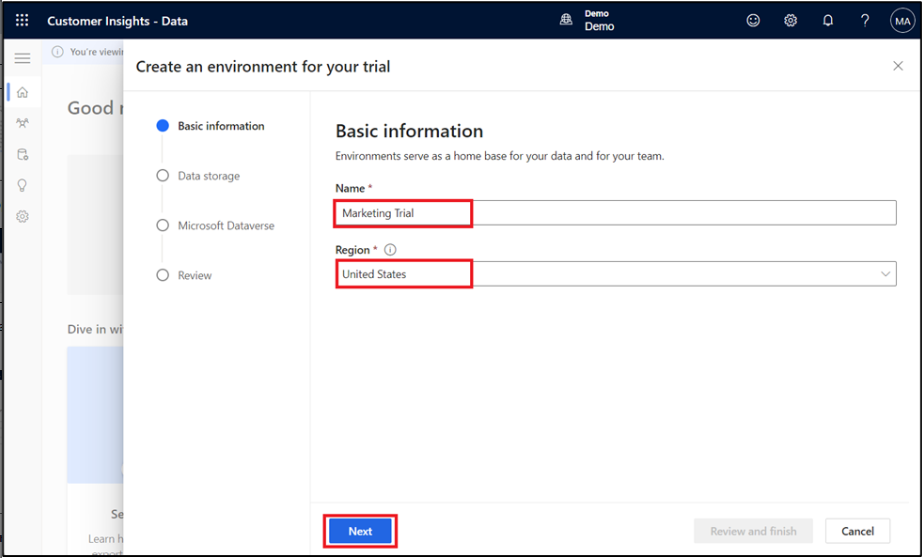 Customer Insights - Data
Demo
Demo
?
MA
You're viewin
Create an environment for your trial
Good
Basic information
Data storage
Microsoft Dataverse
Review
Basic information
Environments serve as a home base for your data and for your team.
Name *
Marketing Trial
Region *
United States
Dive in wi
Se
Learn h
export
Next
Review and finish
Cancel